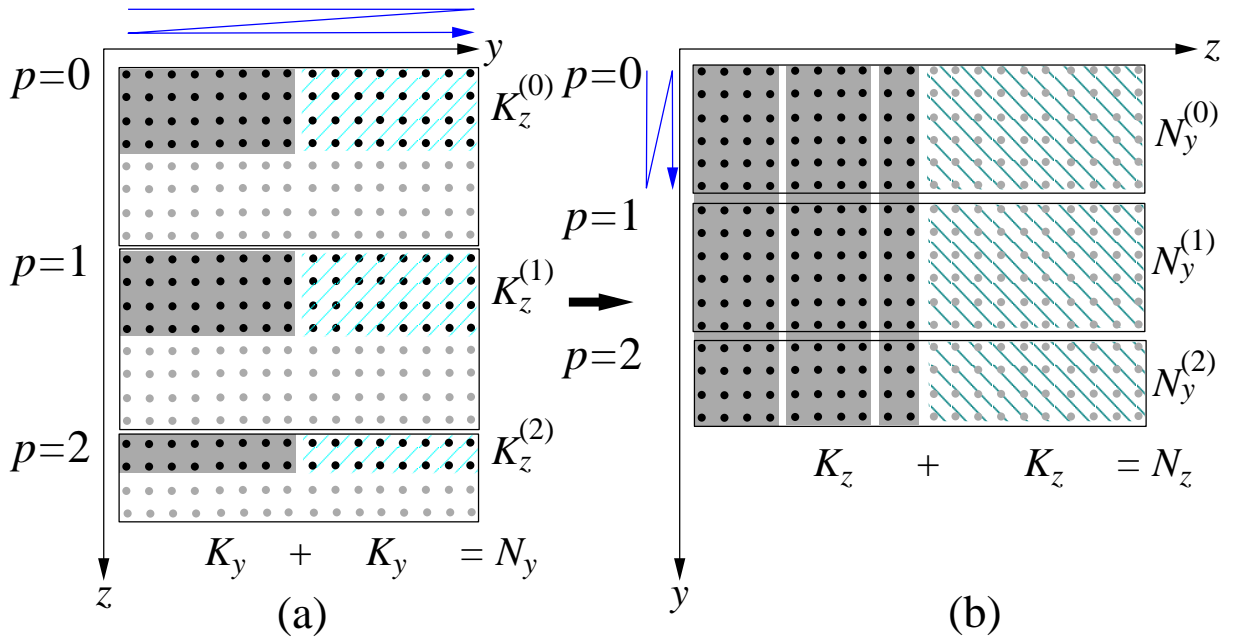 y
p=0
K_z^{(0)}
p=1
K_z^{(1)}
p=2
K_z^{(2)}
K_y + K_y = N_y
z
(a)
z
p=0
N_y^{(0)}
p=1
N_y^{(1)}
p=2
N_y^{(2)}
K_z + K_z = N_z
y
(b)